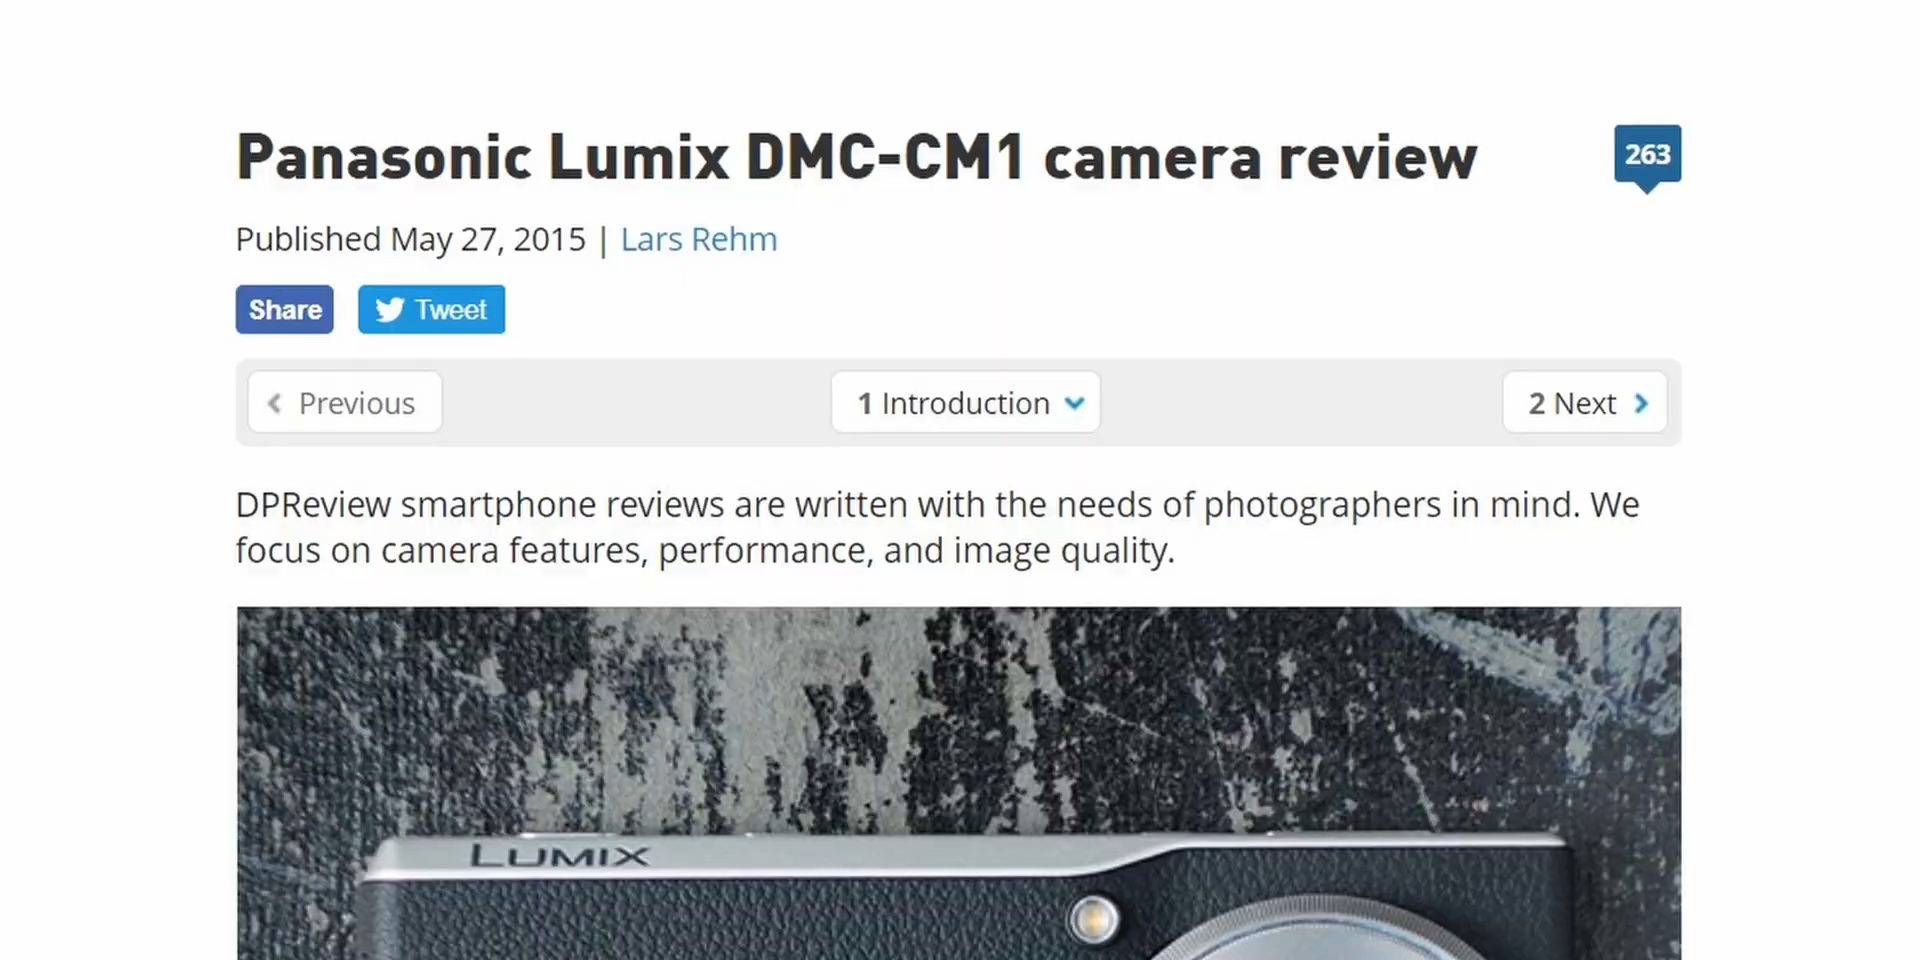 Panasonic Lumix DMC-CM1 camera review
263
Published May 27, 2015 | Lars Rehm
Share
Tweet
Previous
1 Introduction
2 Next
DPReview smartphone reviews are written with the needs of photographers in mind. We
focus on camera features, performance, and image quality.
LUMIX